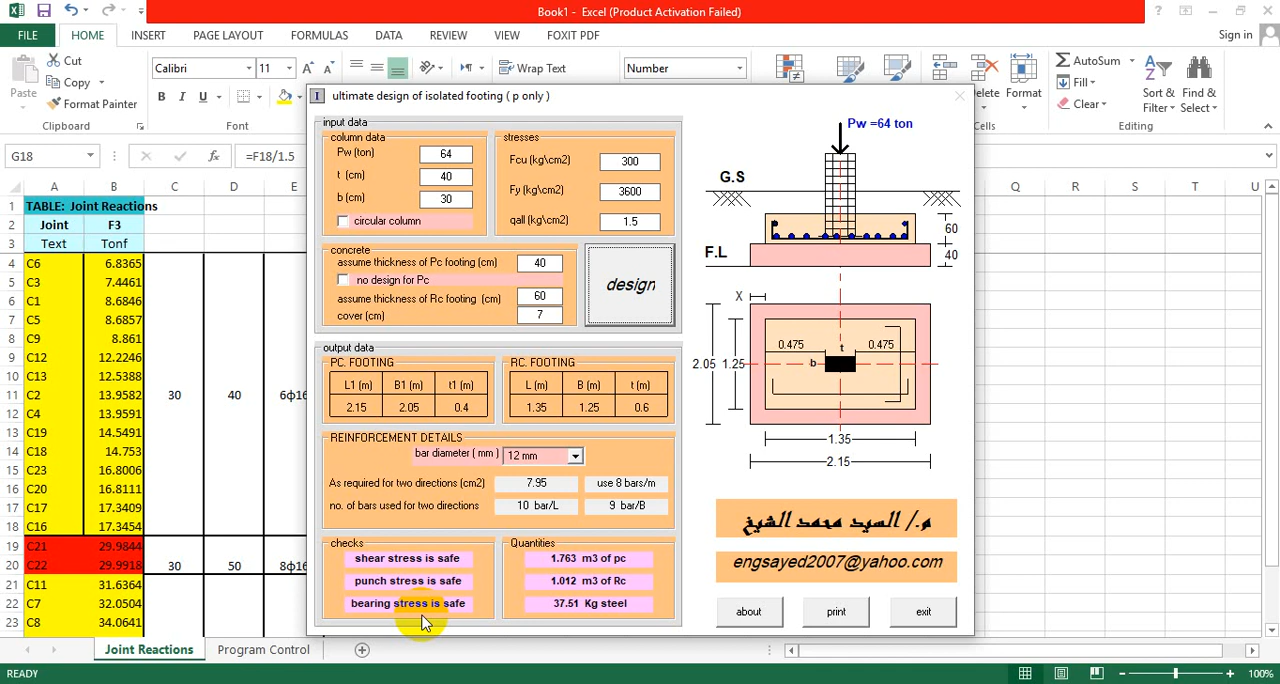 Book1 - Excel (Product Activation Failed)
Sign in
FILE HOME INSERT PAGE LAYOUT FORMULAS DATA REVIEW VIEW FOXIT PDF
Paste
Cut
Copy
Format Painter
Clipboard
Calibri 11
B I U
Font
Wrap Text
Number
elete Format
Cells
AutoSum
Fill
Clear
Sort & Filter
Find & Select
Editing
G18 =F18/1.5
A B C D E Q R S T U
1 TABLE: Joint Reactions
2 Joint F3
3 Text Tonf
4 C6 6.8365
5 C3 7.4461
6 C1 8.6846
7 C5 8.6857
8 C9 8.861
9 C12 12.2246
10 C13 12.5388
11 C2 13.9582 30 40 6ф16
12 C4 13.9591
13 C19 14.5491
14 C18 14.753
15 C23 16.8006
16 C20 16.8111
17 C17 17.3409
18 C16 17.3454
19 C21 29.9844
20 C22 29.9918 30 50 8ф16
21 C11 31.6364
22 C7 32.0504
23 C8 34.0641
Joint Reactions Program Control
READY
100%
ultimate design of isolated footing ( p only )
input data
column data
Pw (ton) 64
t (cm) 40
b (cm) 30
circular column
stresses
Fcu (kg\cm2) 300
Fy (kg\cm2) 3600
qall (kg\cm2) 1.5
concrete
assume thickness of Pc footing (cm) 40
no design for Pc
assume thickness of Rc footing (cm) 60
cover (cm) 7
design
output data
PC. FOOTING
L1 (m) B1 (m) t1 (m)
2.15 2.05 0.4
RC. FOOTING
L (m) B (m) t (m)
1.35 1.25 0.6
REINFORCEMENT DETAILS
bar diameter ( mm ) 12 mm
As required for two directions (cm2) 7.95 use 8 bars/m
no. of bars used for two directions 10 bar/L 9 bar/B
checks
shear stress is safe
punch stress is safe
bearing stress is safe
Quantities
1.763 m3 of pc
1.012 m3 of Rc
37.51 Kg steel
Pw =64 ton
G.S
60
F.L
40
X
0.475 t 0.475
2.05 1.25 b
1.35
2.15
م./ السيد محمد الشيخ
engsayed2007@yahoo.com
about print exit